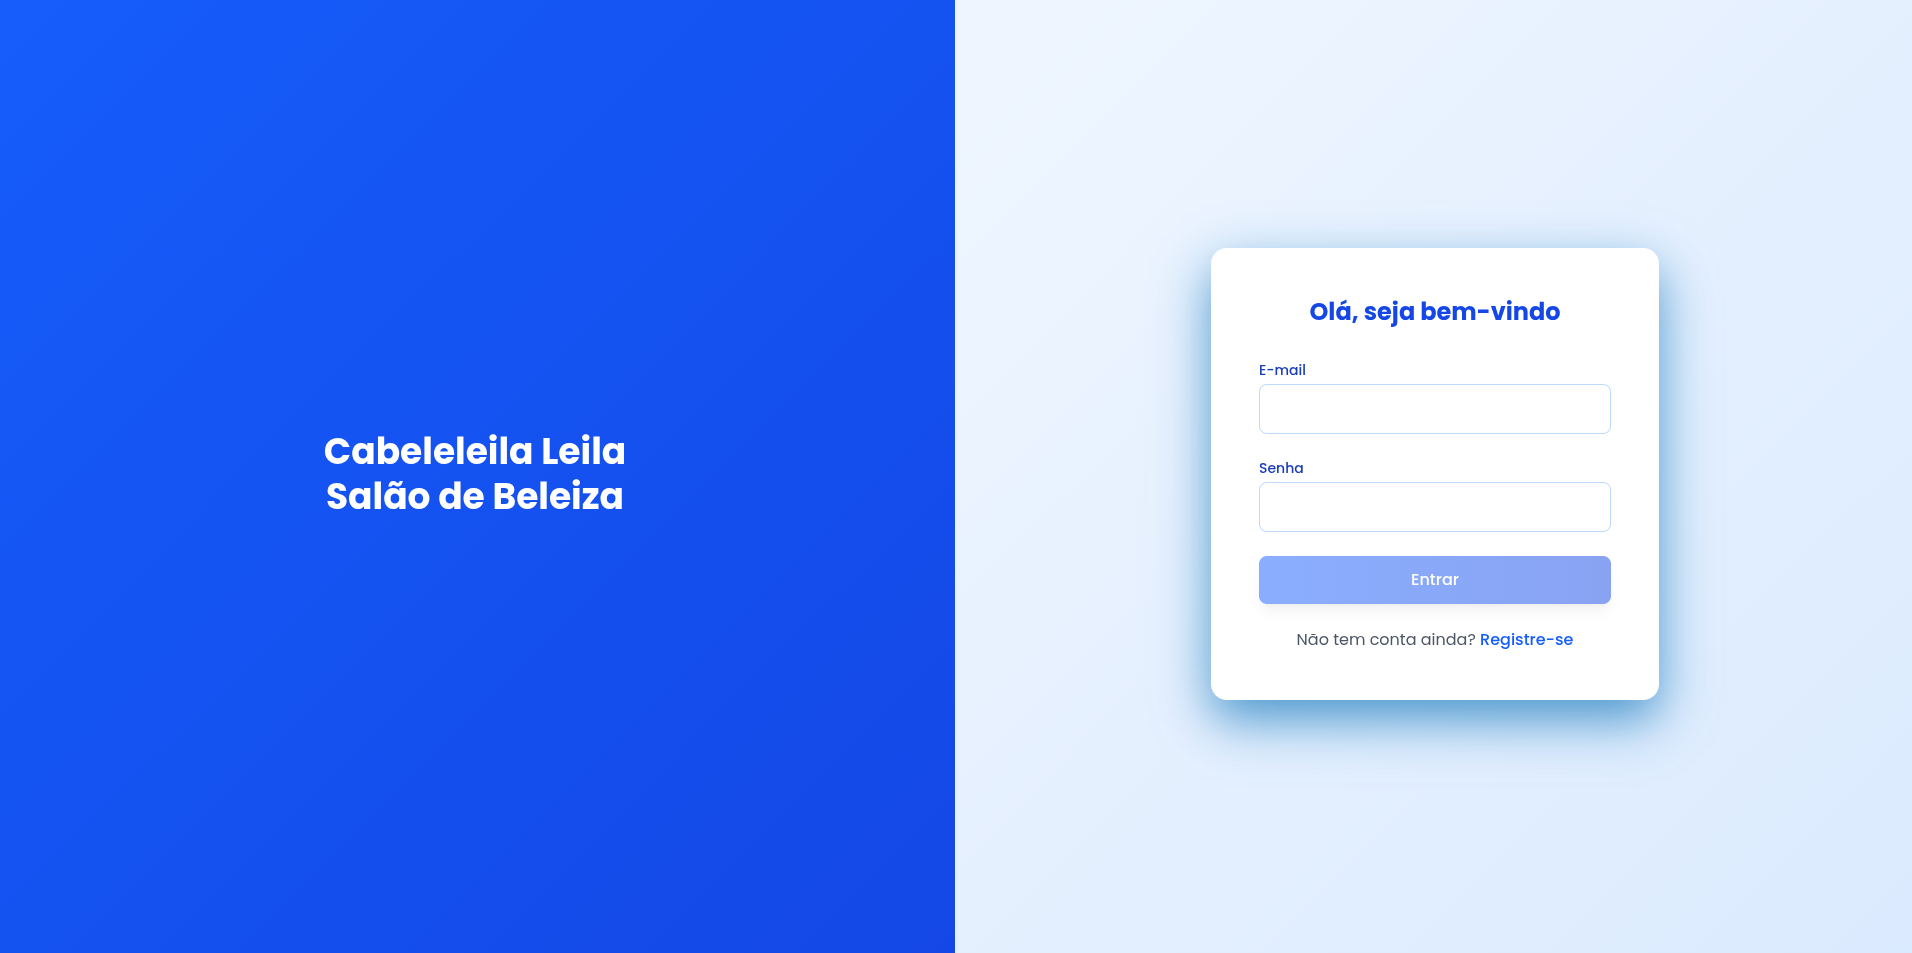 Cabeleleila Leila
Salão de Beleiza
Olá, seja bem-vindo
E-mail
Senha
Entrar
Não tem conta ainda? Registre-se